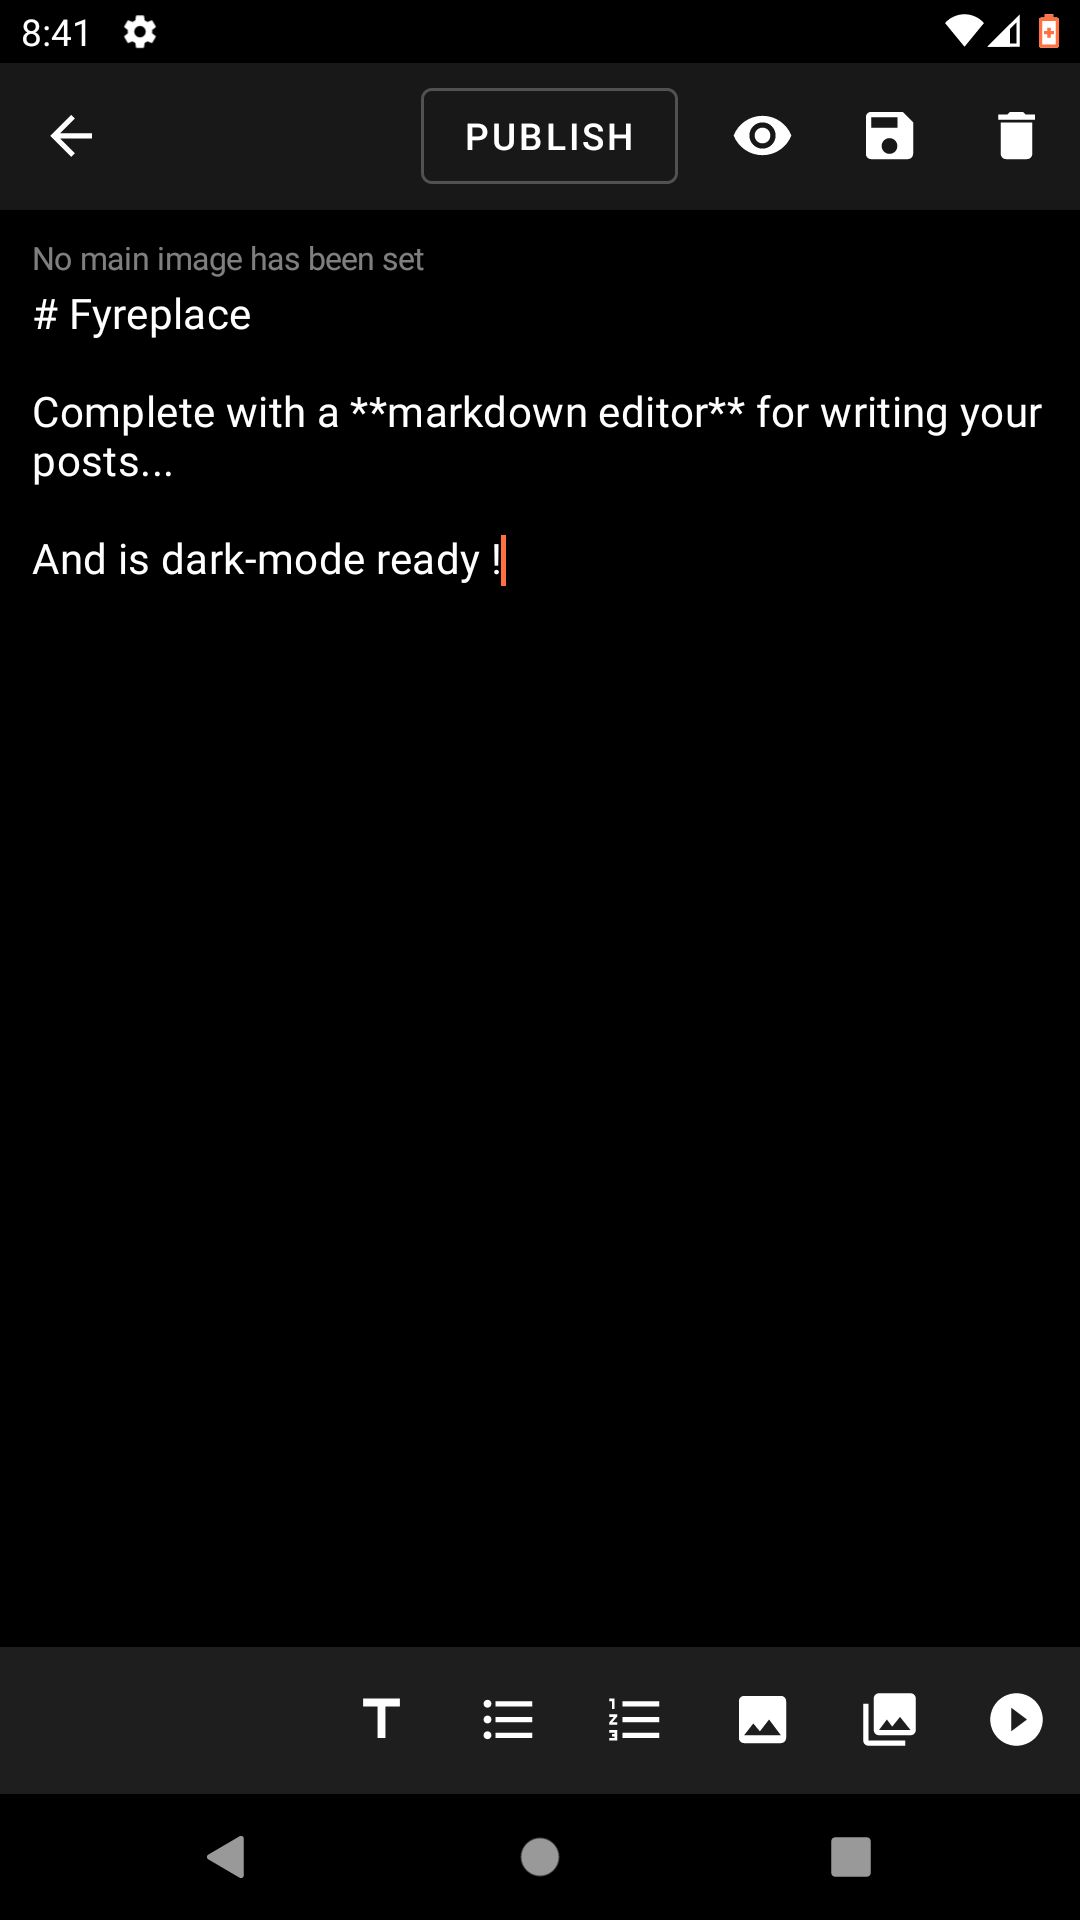 8:41
PUBLISH
No main image has been set
# Fyreplace
Complete with a **markdown editor** for writing your
posts...
And is dark-mode ready !